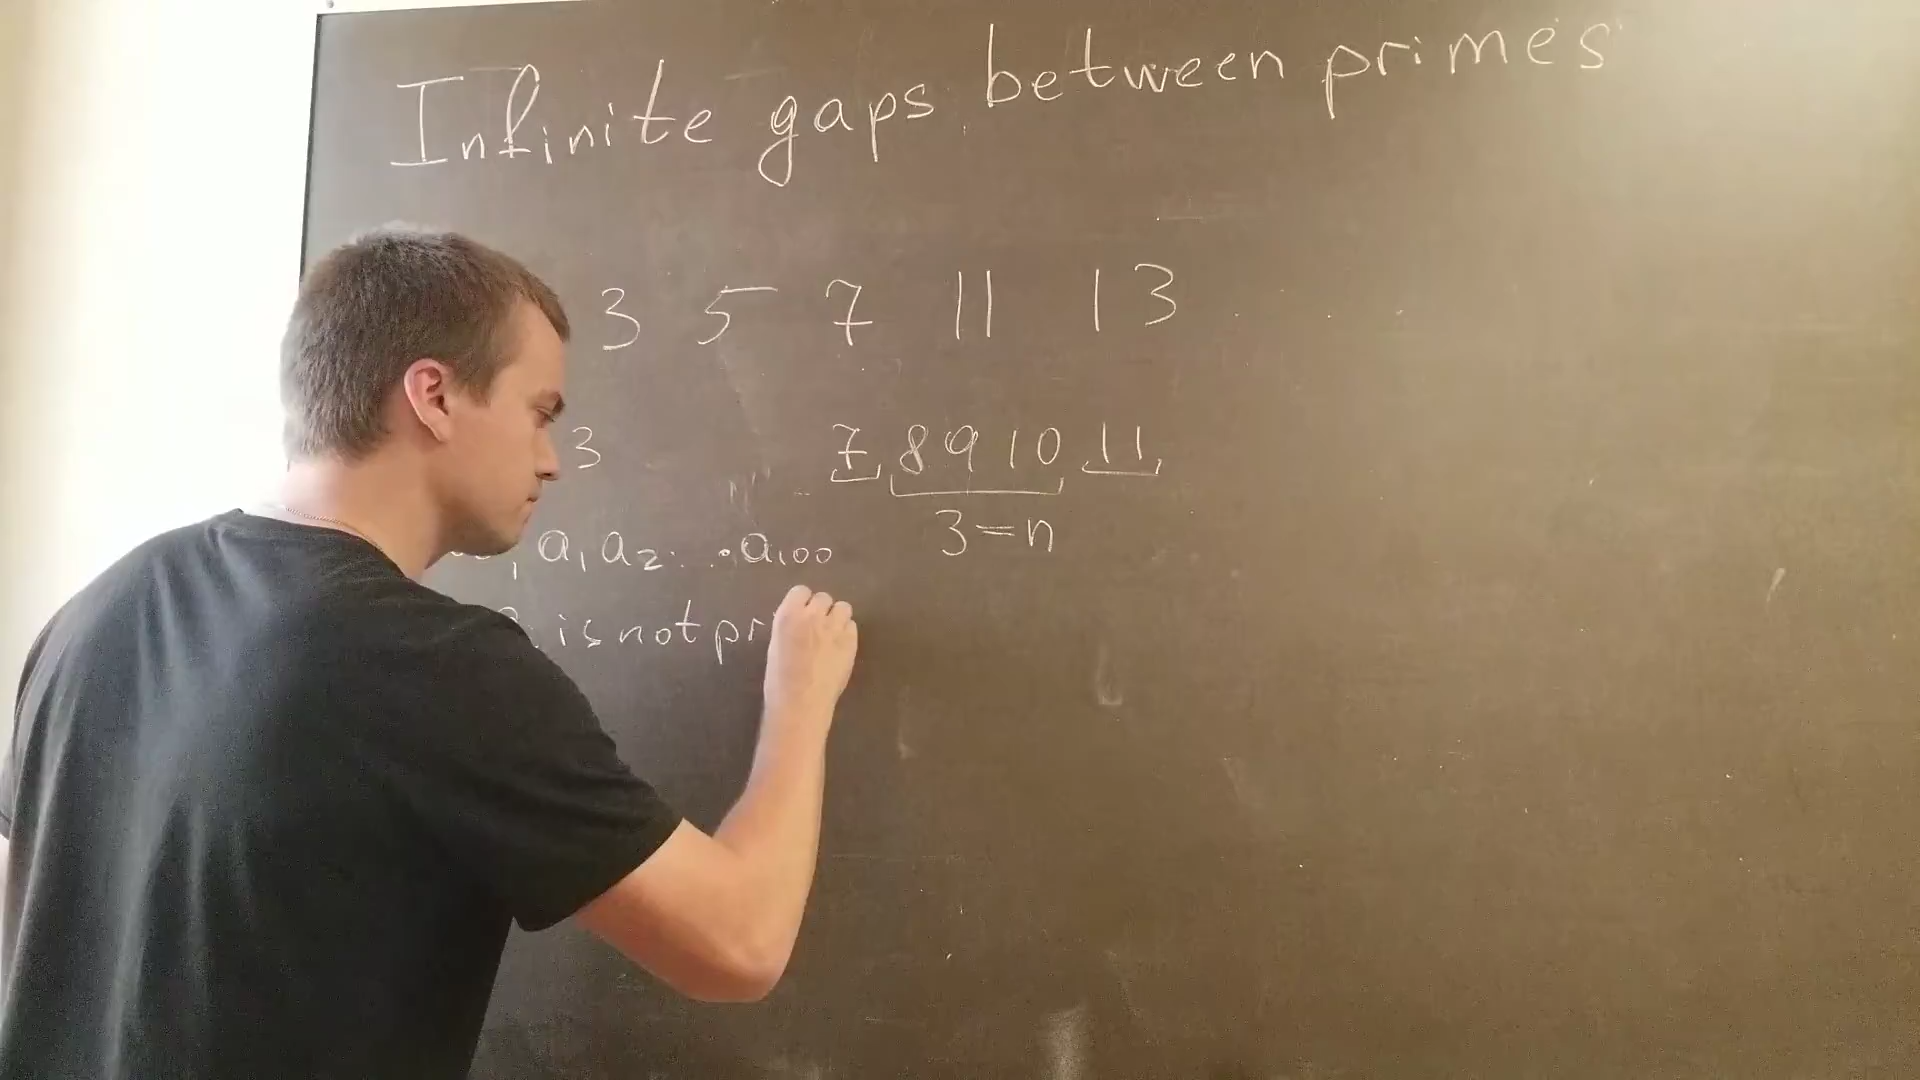 Infinite gaps between primes
3 5 7 11 13 . . .
3 7 8 9 10 11
3=n
, a₁ a₂ . . . a₁₀₀
is not pr